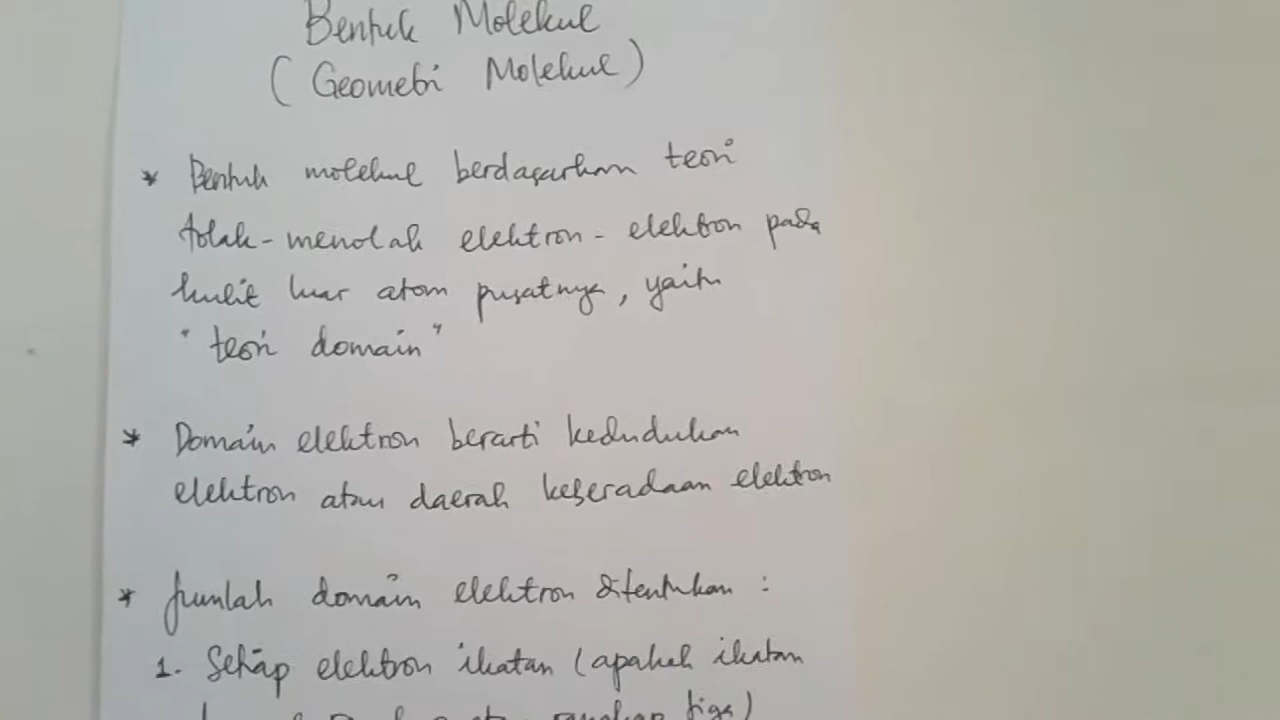 Bentuk Molekul
( Geometri Molekul )
* Bentuk molekul berdasarkan teori
tolak-menolak elektron - elektron pada
kulit luar atom pusatnya, yaitu
"teori domain"
* Domain elektron berarti kedudukan
elektron atau daerah keberadaan elektron
* Jumlah domain elektron ditentukan :
1. Setiap elektron ikatan (apakah ikatan
tiga)